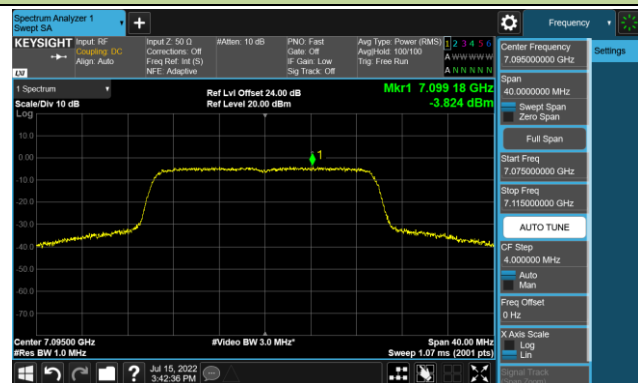 Spectrum Analyzer 1
Swept SA
Frequency
KEYSIGHT
Input: RF
Coupling: DC
Align: Auto
Input Z: 50 Ω
Corrections: Off
Freq Ref: Int (S)
NFE: Adaptive
#Atten: 10 dB
PNO: Fast
Gate: Off
IF Gain: Low
Sig Track: Off
Avg Type: Power (RMS)
Avg|Hold: 100/100
Trig: Free Run
1 2 3 4 5 6
A W W W W W
A N N N N N
LXI
1 Spectrum
Scale/Div 10 dB
Log
Ref Lvl Offset 24.00 dB
Ref Level 20.00 dBm
Mkr1 7.099 18 GHz
-3.824 dBm
10.0
0.00
-10.0
-20.0
-30.0
-40.0
-50.0
-60.0
-70.0
1
Center 7.09500 GHz
#Res BW 1.0 MHz
#Video BW 3.0 MHz*
Span 40.00 MHz
Sweep 1.07 ms (2001 pts)
Jul 15, 2022
3:42:36 PM
Center Frequency
7.095000000 GHz
Settings
Span
40.0000000 MHz
Swept Span
Zero Span
Full Span
Start Freq
7.075000000 GHz
Stop Freq
7.115000000 GHz
AUTO TUNE
CF Step
4.000000 MHz
Auto
Man
Freq Offset
0 Hz
X Axis Scale
Log
Lin
Signal Track